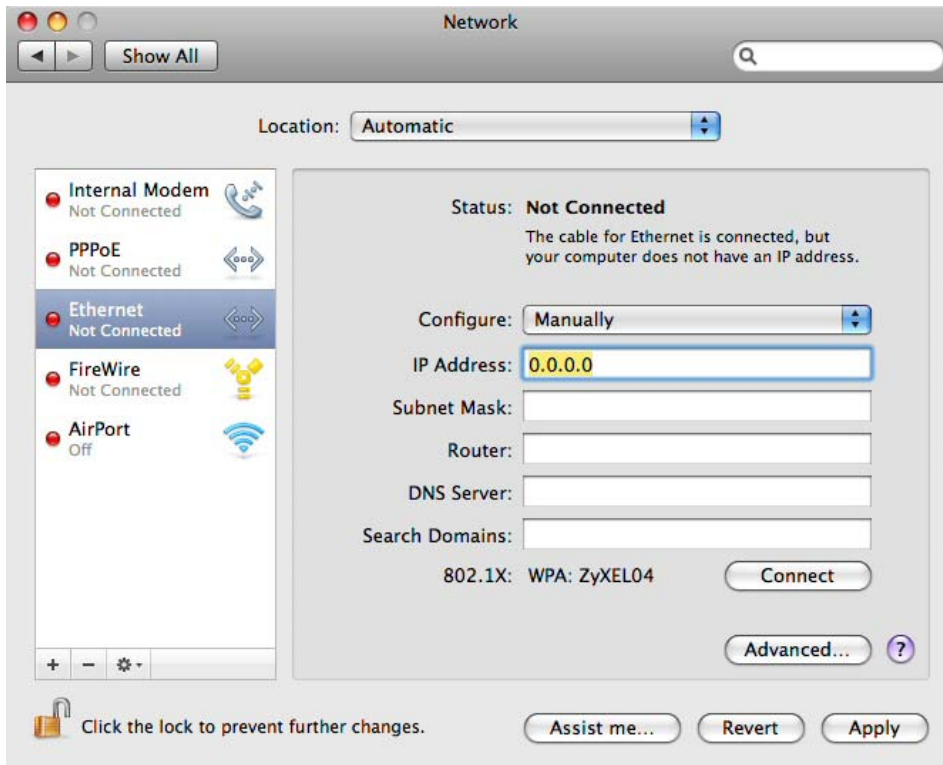 Network
Show All
Location: Automatic
Internal Modem
Not Connected
PPPoE
Not Connected
Ethernet
Not Connected
FireWire
Not Connected
AirPort
Off
Status: Not Connected
The cable for Ethernet is connected, but
your computer does not have an IP address.
Configure: Manually
IP Address: 0.0.0.0
Subnet Mask:
Router:
DNS Server:
Search Domains:
802.1X: WPA: ZyXEL04 Connect
Advanced... ?
Click the lock to prevent further changes.
Assist me... Revert Apply